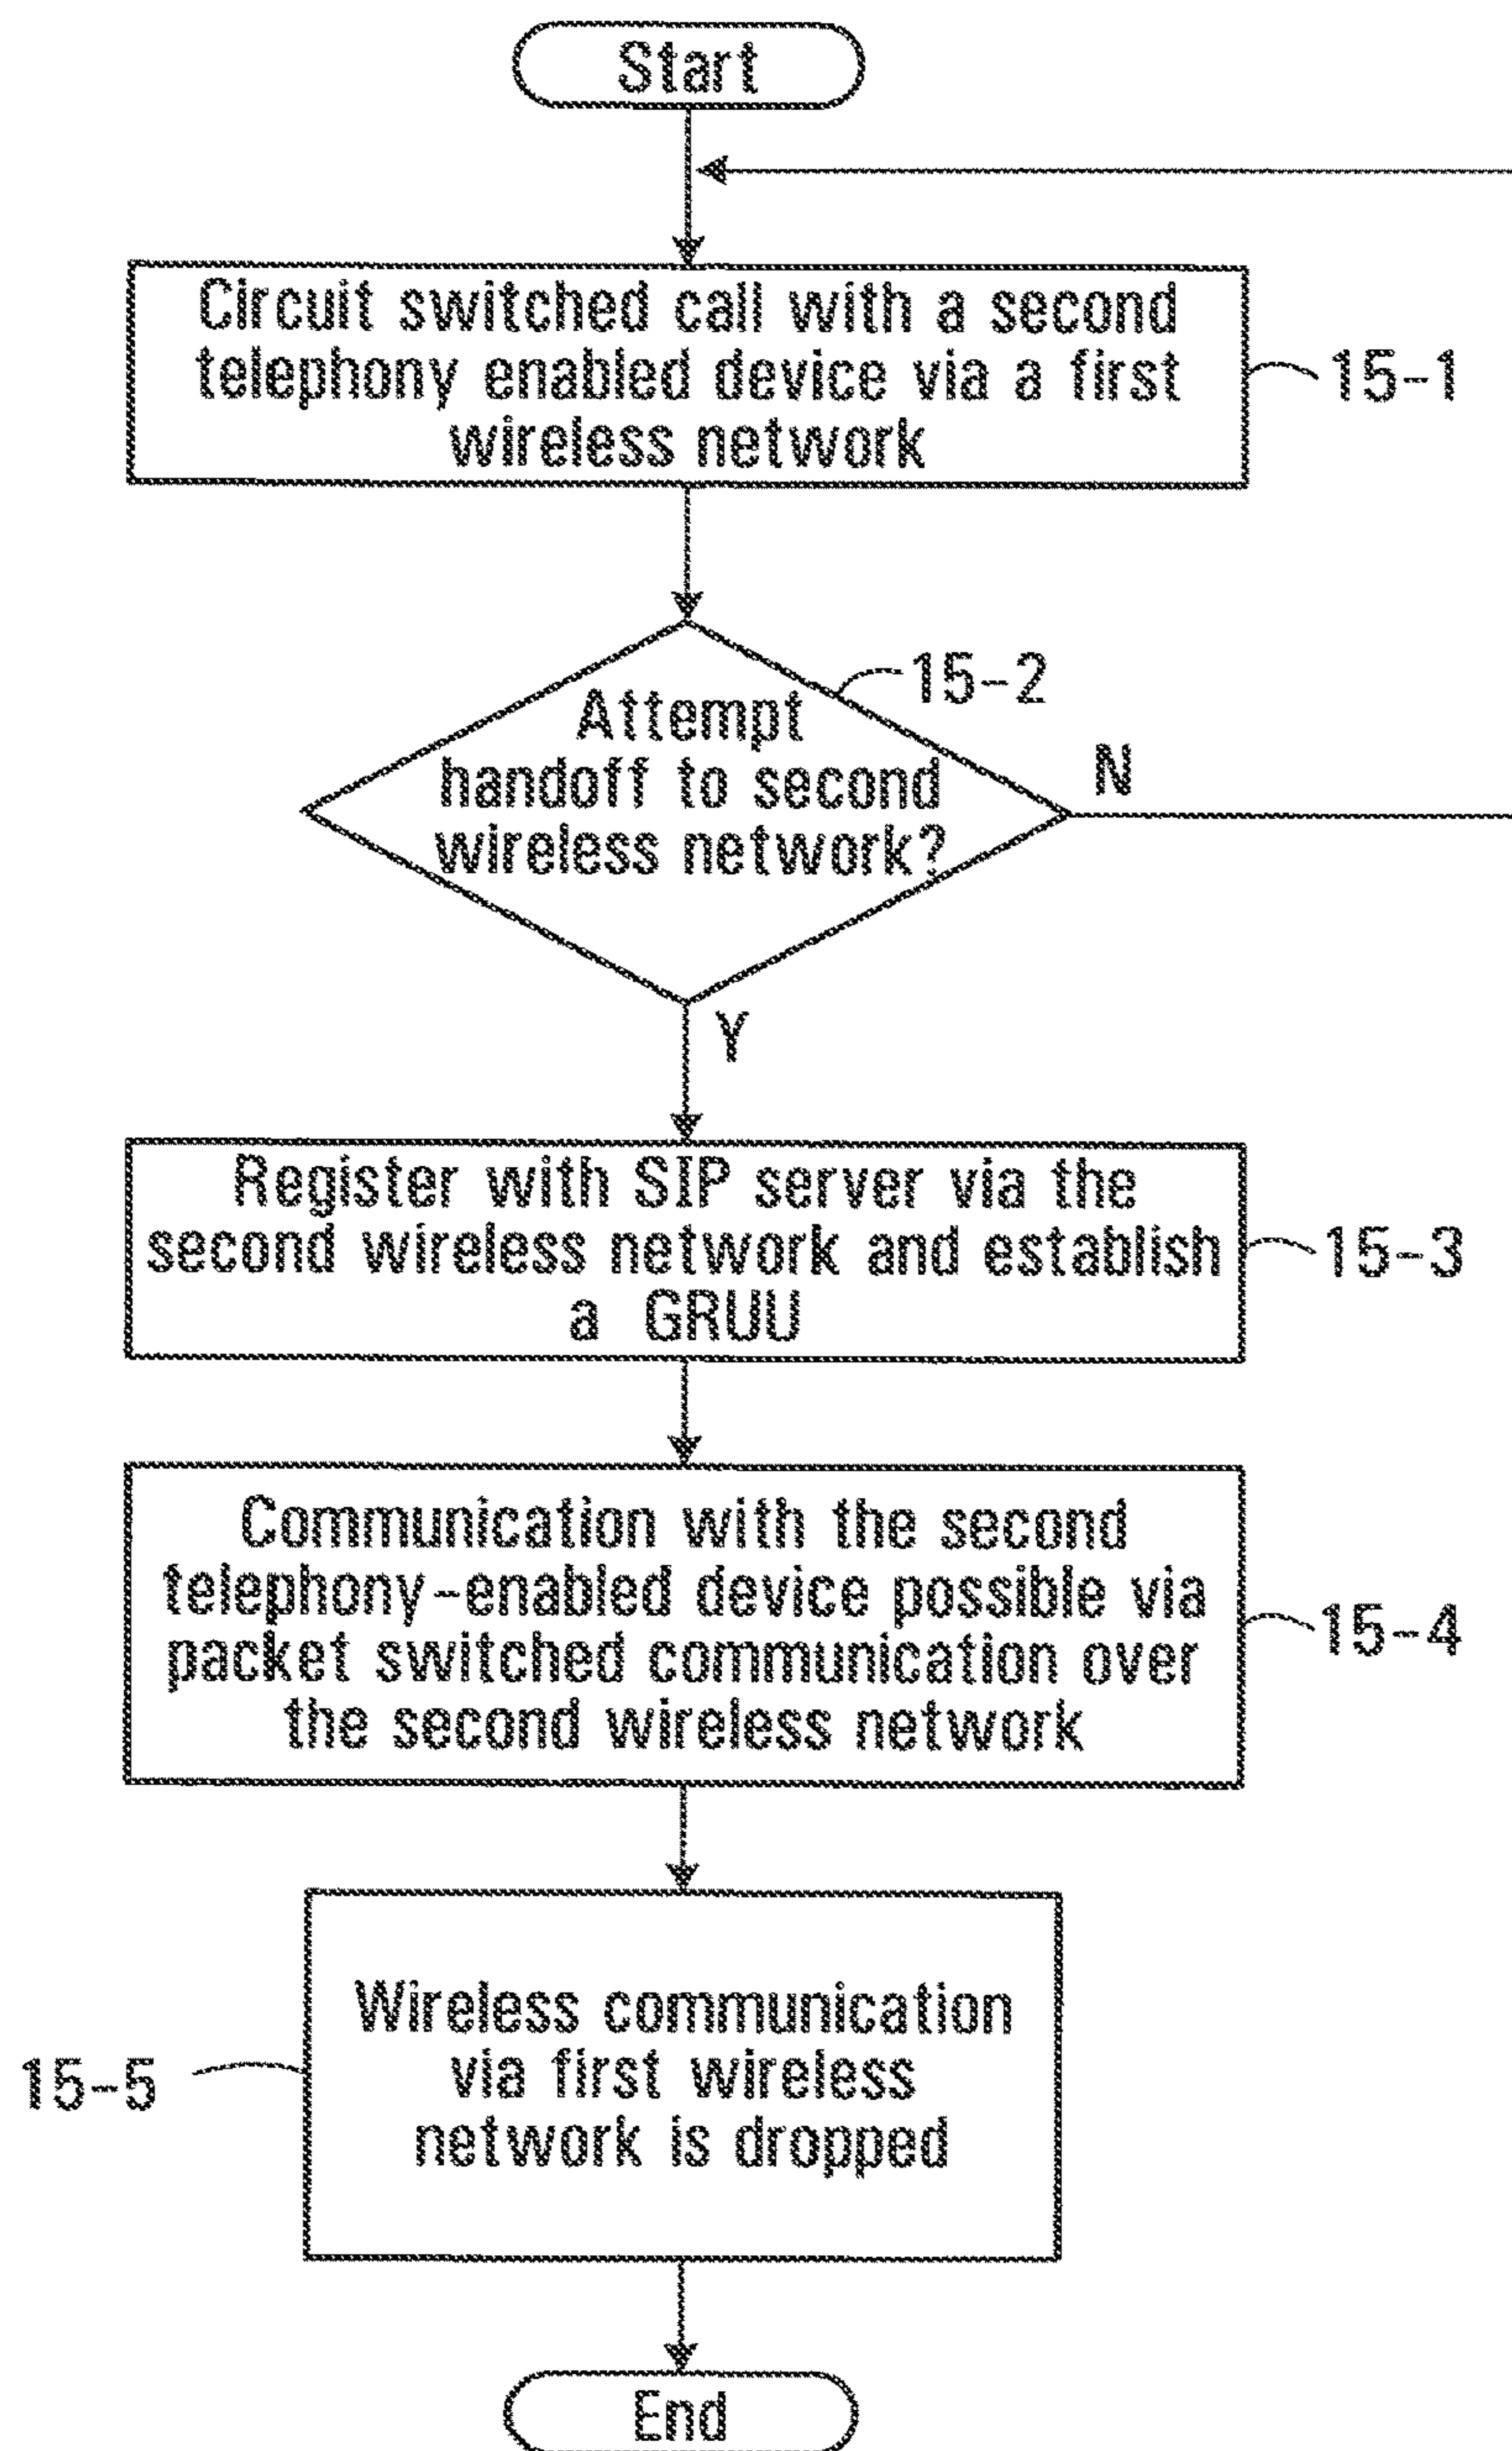 Start
Circuit switched call with a second
telephony enabled device via a first
wireless network
15-1
15-2
Attempt
handoff to second
wireless network?
N
Y
Register with SIP server via the
second wireless network and establish
a GRUU
15-3
Communication with the second
telephony-enabled device possible via
packet switched communication over
the second wireless network
15-4
Wireless communication
via first wireless
network is dropped
15-5
End